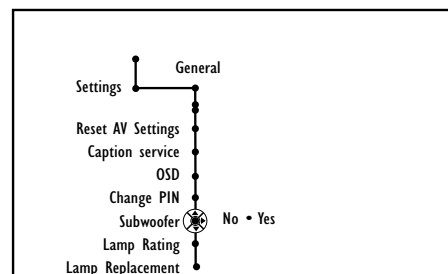 General
Settings
Reset AV Settings
Caption service
OSD
Change PIN
Subwoofer No • Yes
Lamp Rating
Lamp Replacement